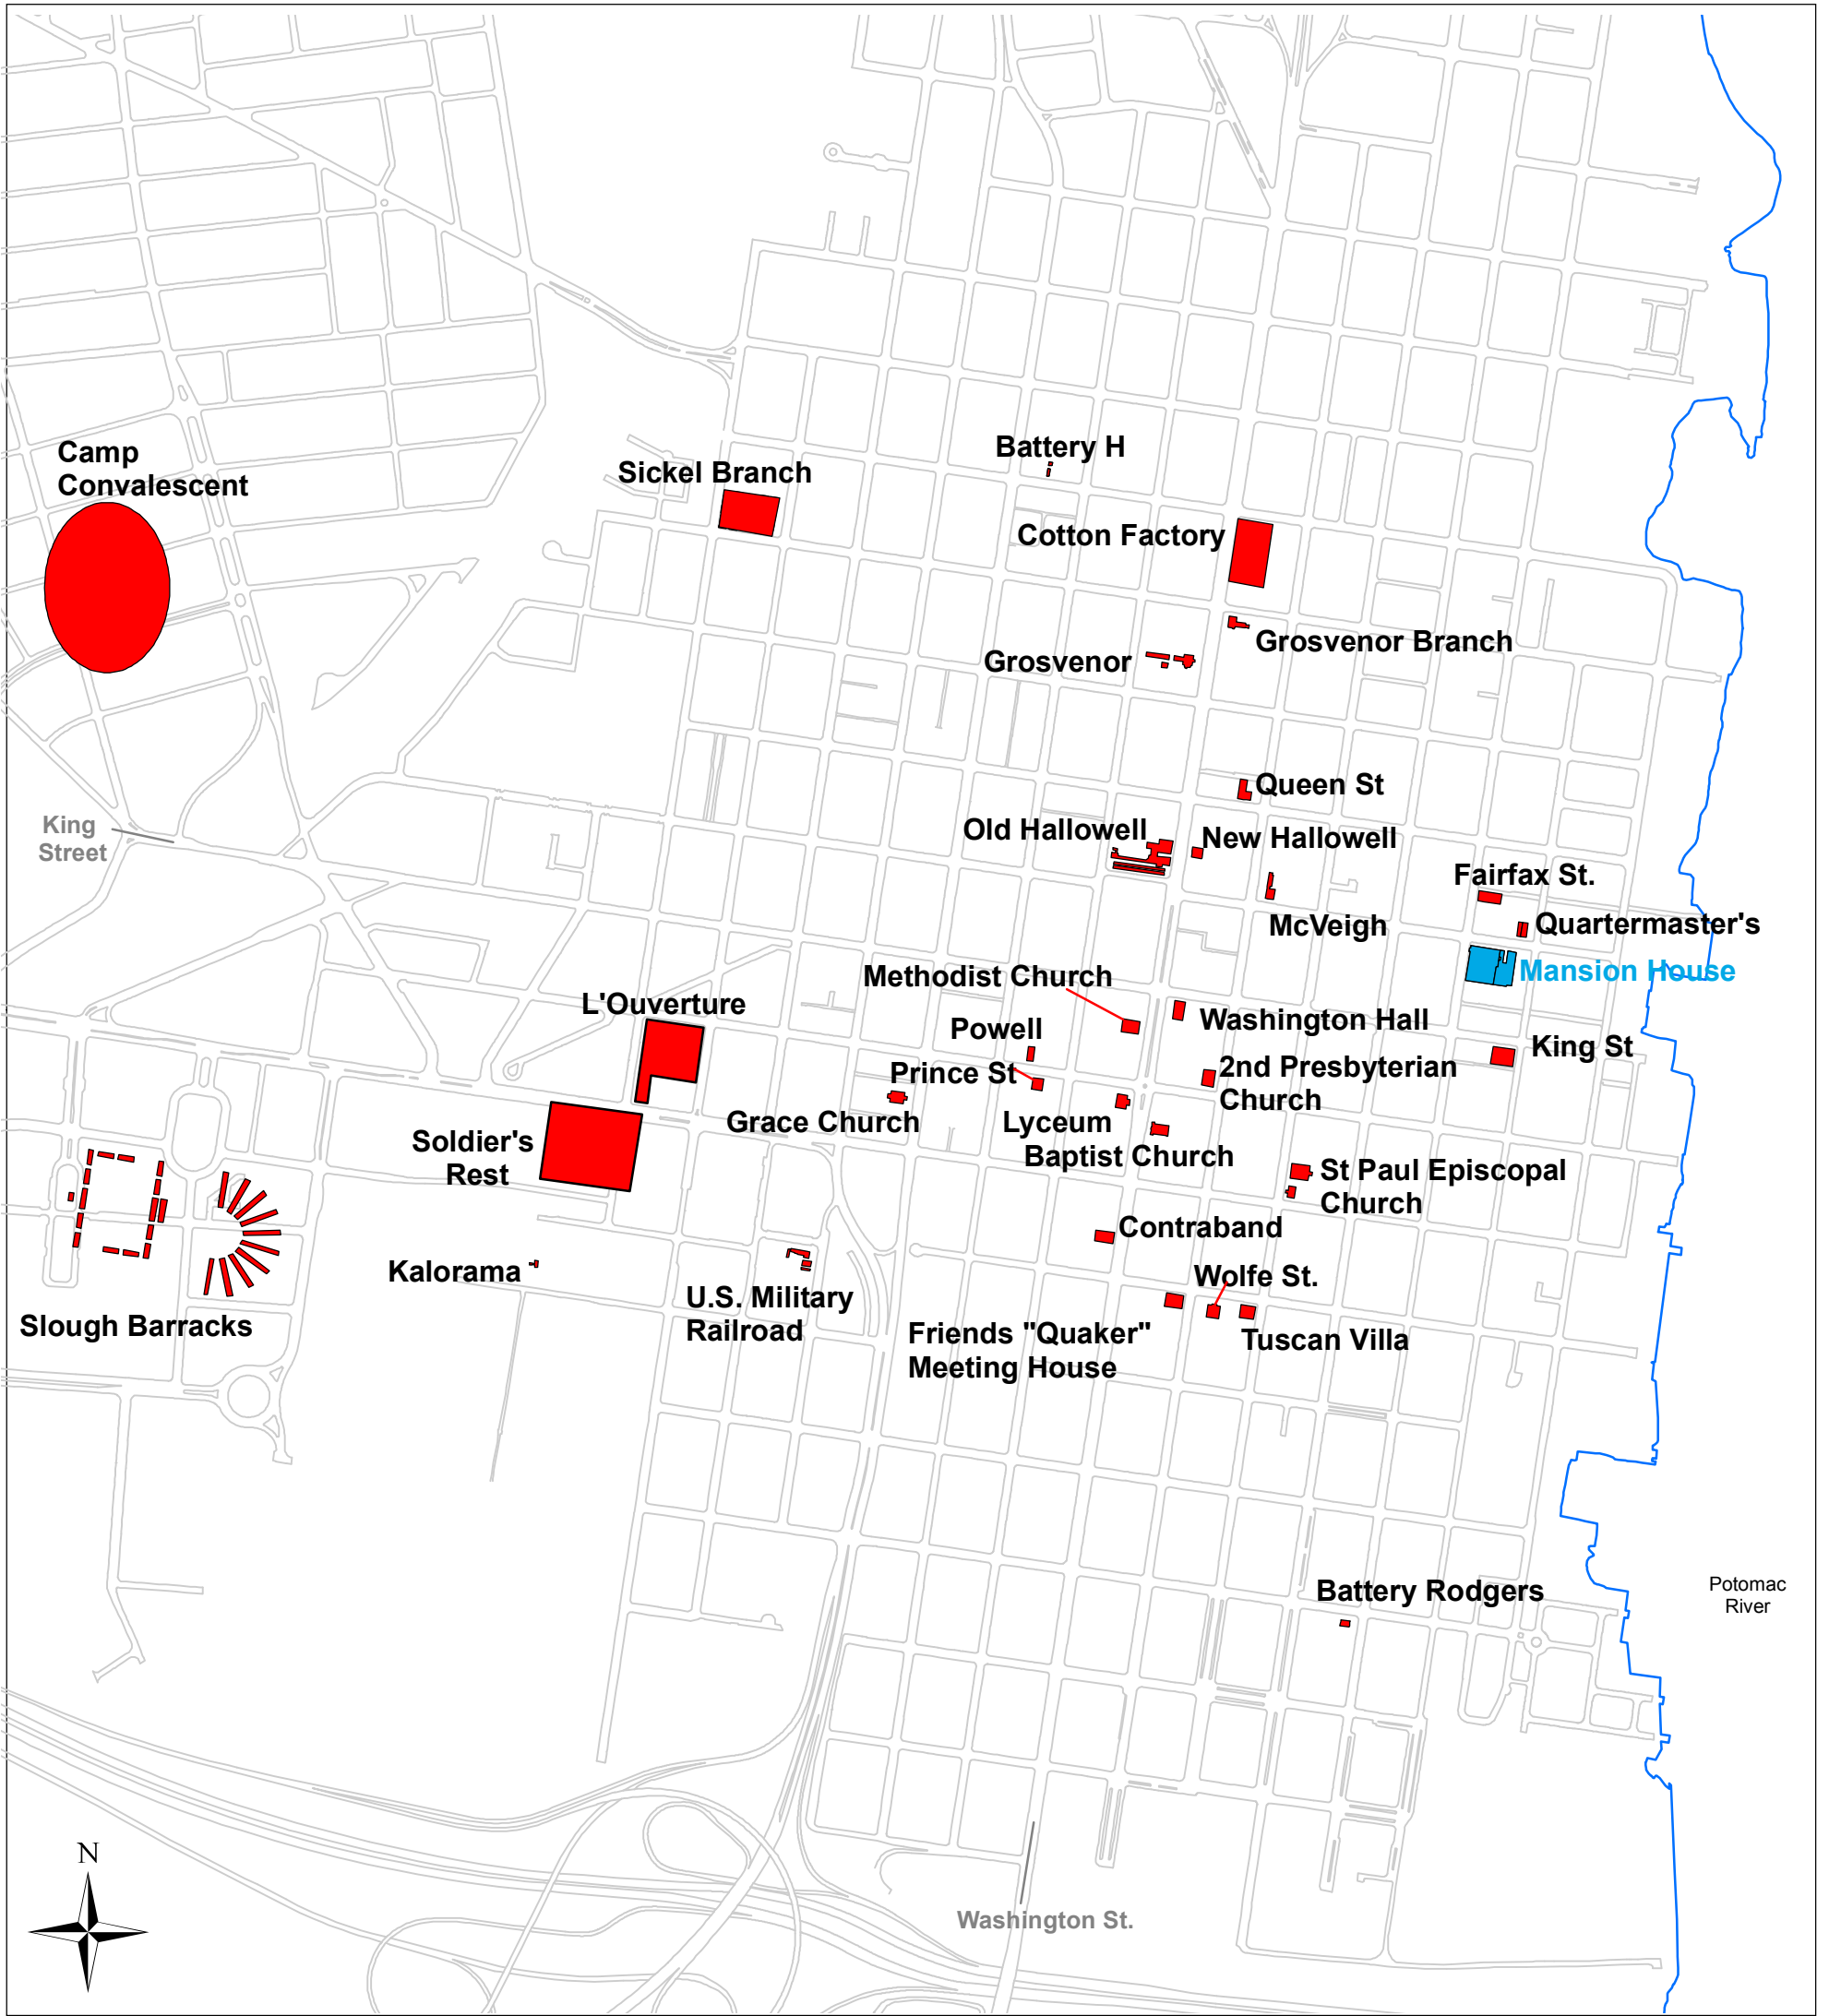 Camp
Convalescent
Sickel Branch
Battery H
Cotton Factory
Grosvenor Branch
Grosvenor
Queen St
King
Street
Old Hallowell
New Hallowell
Fairfax St.
McVeigh
Quartermaster's
Mansion House
Methodist Church
L'Ouverture
Washington Hall
Powell
King St
Prince St
2nd Presbyterian
Church
Grace Church
Lyceum
Soldier's
Rest
Baptist Church
St Paul Episcopal
Church
Contraband
Kalorama
Wolfe St.
U.S. Military
Railroad
Slough Barracks
Friends "Quaker"
Meeting House
Tuscan Villa
Battery Rodgers
Potomac
River
N
Washington St.